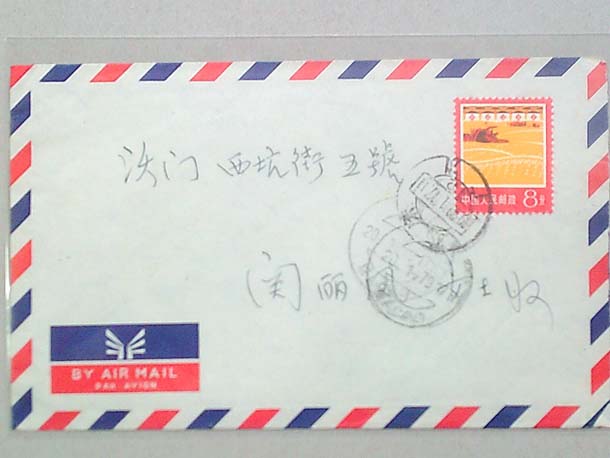 中国人民邮政 8分
澳门 西坑街 五號
闵丽 女士 收
BY AIR MAIL
PAR AVION